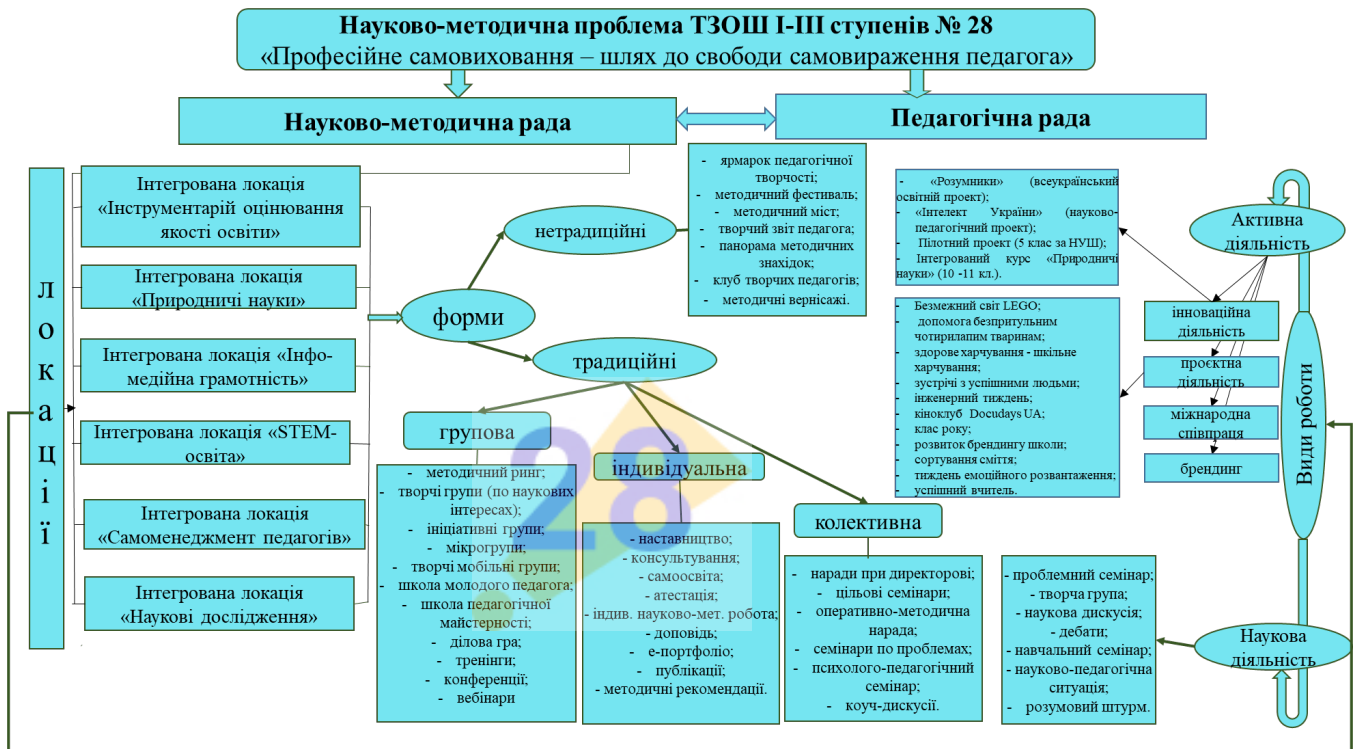 Науково-методична проблема ТЗОШ І-ІІІ ступенів № 28
«Професійне самовиховання – шлях до свободи самовираження педагога»
Науково-методична рада
Педагогічна рада
локації
Інтегрована локація
«Інструментарій оцінювання
якості освіти»
Інтегрована локація
«Природничі науки»
Інтегрована локація «Інфо-
медійна грамотність»
Інтегрована локація «STEM-
освіта»
Інтегрована локація
«Самоменеджмент педагогів»
Інтегрована локація
«Наукові дослідження»
форми
нетрадиційні
- ярмарок педагогічної
творчості;
- методичний фестиваль;
- методичний міст;
- творчий звіт педагога;
- панорама методичних
знахідок;
- клуб творчих педагогів;
- методичні вернісажі.
традиційні
групова
- методичний ринг;
- творчі групи (по наукових
інтересах);
- ініціативні групи;
- мікрогрупи;
- творчі мобільні групи;
- школа молодого педагога;
- школа педагогічної
майстерності;
- ділова гра;
- тренінги;
- конференції;
- вебінари
28
індивідуальна
- наставництво;
- консультування;
- самоосвіта;
- атестація;
- індив. науково-мет. робота;
- доповідь;
- е-портфоліо;
- публікації;
- методичні рекомендації.
колективна
- наради при директорові;
- цільові семінари;
- оперативно-методична
нарада;
- семінари по проблемах;
- психолого-педагогічний
семінар;
- коуч-дискусії.
- «Розумники» (всеукраїнський
освітній проект);
- «Інтелект України» (науково-
педагогічний проект);
- Пілотний проект (5 клас за НУШ);
- Інтегрований курс «Природничі
науки» (10 -11 кл.).
- Безмежний світ LEGO;
- допомога безпритульним
чотирилапим тваринам;
- здорове харчування - шкільне
харчування;
- зустрічі з успішними людьми;
- інженерний тиждень;
- кіноклуб Docudays UA;
- клас року;
- розвиток брендингу школи;
- сортування сміття;
- тиждень емоційного розвантаження;
- успішний вчитель.
Активна
діяльність
інноваційна
діяльність
проєктна
діяльність
міжнародна
співпраця
брендинг
Види роботи
- проблемний семінар;
- творча група;
- наукова дискусія;
- дебати;
- навчальний семінар;
- науково-педагогічна
ситуація;
- розумовий штурм.
Наукова
діяльність